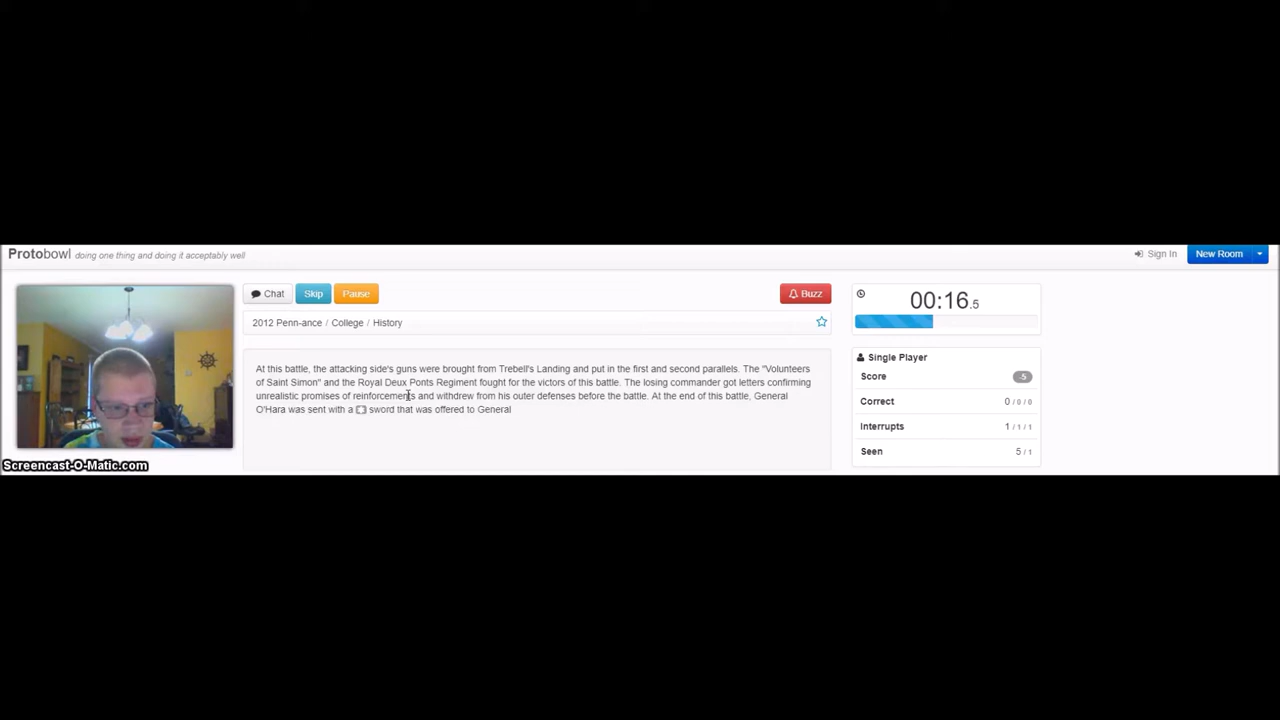 Protobowl doing one thing and doing it acceptably well
Sign In
New Room
Chat
Skip
Pause
Buzz
2012 Penn-ance / College / History
At this battle, the attacking side's guns were brought from Trebell's Landing and put in the first and second parallels. The "Volunteers
of Saint Simon" and the Royal Deux Ponts Regiment fought for the victors of this battle. The losing commander got letters confirming
unrealistic promises of reinforcements and withdrew from his outer defenses before the battle. At the end of this battle, General
O'Hara was sent with a sword that was offered to General
00:16.5
Single Player
Score -5
Correct 0 / 0 / 0
Interrupts 1 / 1 / 1
Seen 5 / 1
Screencast-O-Matic.com